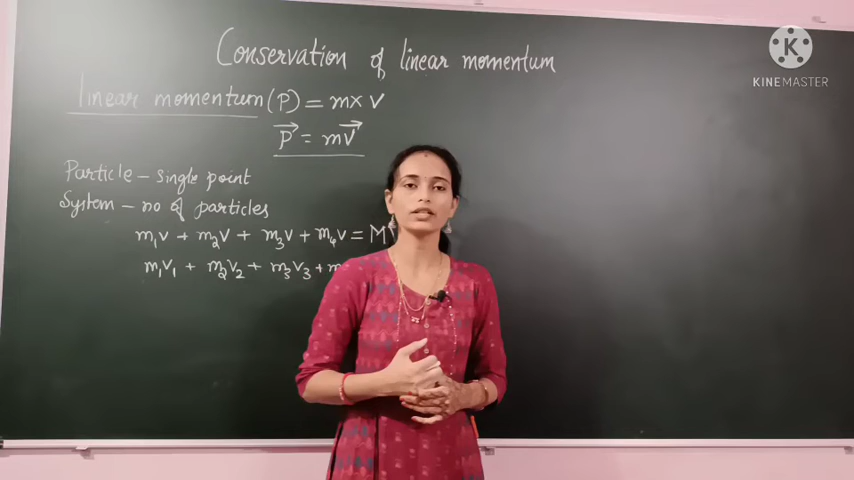 Conservation of linear momentum
linear momentum (P) = m x v
P⃗ = mv⃗
Particle – single point
System – no of particles
m₁v + m₂v + m₃v + m₄v = M
m₁v₁ + m₂v₂ + m₃v₃ + m
K
KINEMASTER